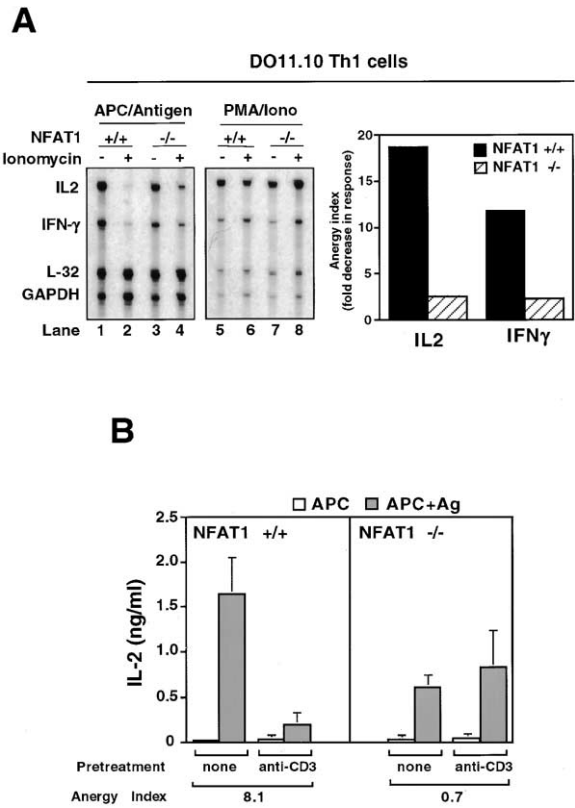 A
DO11.10 Th1 cells
APC/Antigen PMA/Iono
NFAT1 +/+ -/- +/+ -/-
Ionomycin - + - + - + - +
IL2
IFN-γ
L-32
GAPDH
Lane 1 2 3 4 5 6 7 8
Anergy index
(fold decrease in response)
20
15
10
5
0
NFAT1 +/+
NFAT1 -/-
IL2 IFNγ
B
APC APC+Ag
NFAT1 +/+ NFAT1 -/-
IL-2 (ng/ml)
2.5
2.0
1.5
1.0
0.5
0
Pretreatment none anti-CD3 none anti-CD3
Anergy Index 8.1 0.7